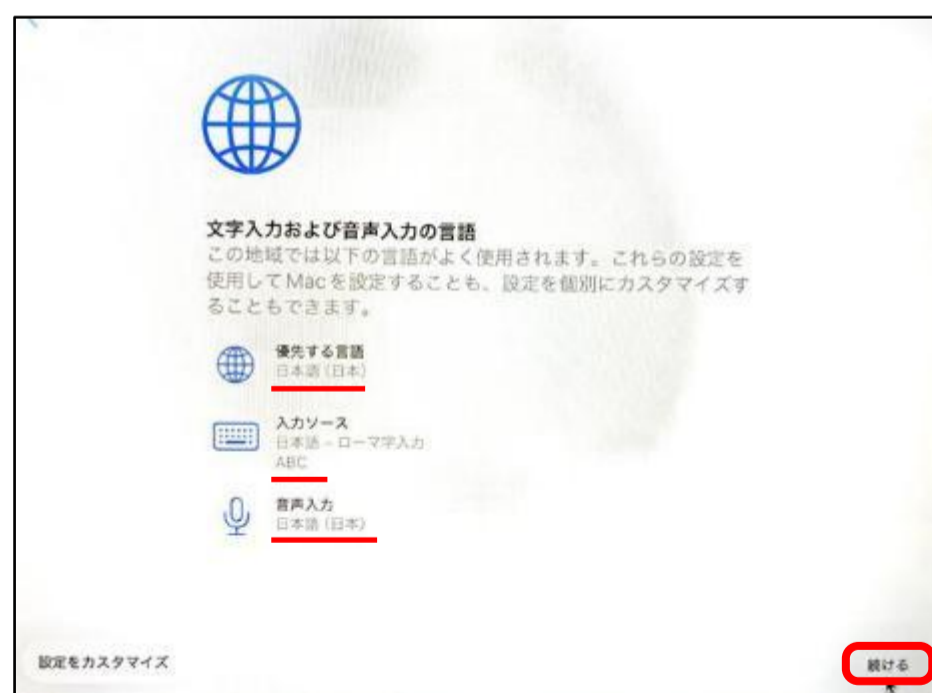 文字入力および音声入力の言語
この地域では以下の言語がよく使用されます。これらの設定を
使用してMacを設定することも、設定を個別にカスタマイズす
ることもできます。
優先する言語
日本語(日本)
入力ソース
日本語 – ローマ字入力
ABC
音声入力
日本語(日本)
設定をカスタマイズ
続ける